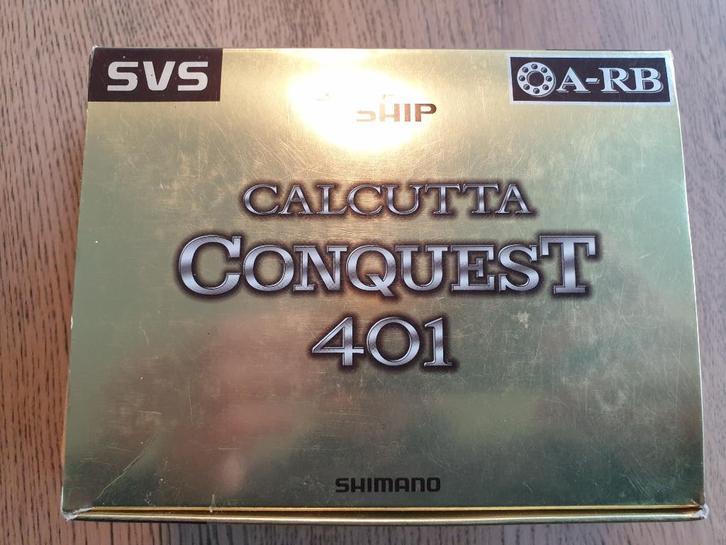 SVS
A-RB
SHIP
CALCUTTA
CONQUEST
401
SHIMANO